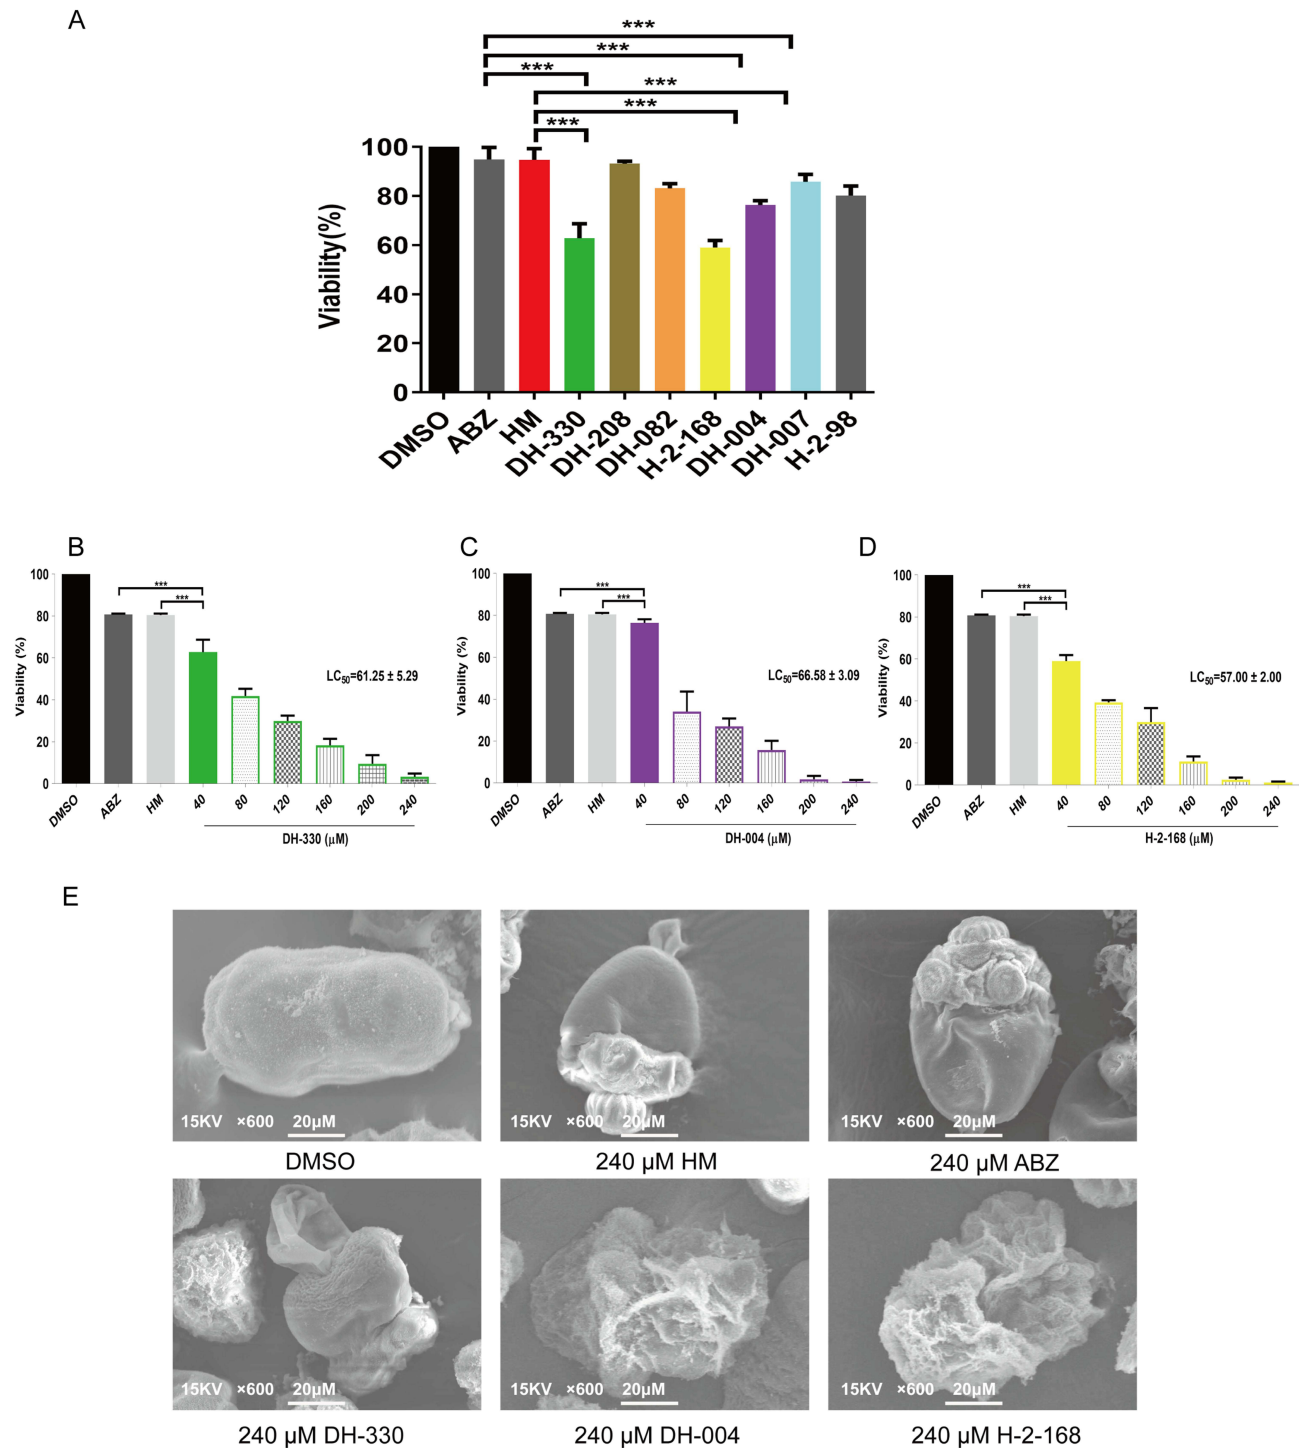 A
***
***
***
***
***
***
Viability(%)
100
80
60
40
20
0
DMSO
ABZ
HM
DH-330
DH-208
DH-082
H-2-168
DH-004
DH-007
H-2-98
B
Viability (%)
100
80
60
40
20
0
***
***
LC50=61.25 ± 5.29
DMSO
ABZ
HM
40
80
120
160
200
240
DH-330 (μM)
C
Viability (%)
100
80
60
40
20
0
***
***
LC50=66.58 ± 3.09
DMSO
ABZ
HM
40
80
120
160
200
240
DH-004 (μM)
D
Viability (%)
100
80
60
40
20
0
***
***
LC50=57.00 ± 2.00
DMSO
ABZ
HM
40
80
120
160
200
240
H-2-168 (μM)
E
15KV ×600 20μM
DMSO
15KV ×600 20μM
240 μM HM
15KV ×600 20μM
240 μM ABZ
15KV ×600 20μM
240 μM DH-330
15KV ×600 20μM
240 μM DH-004
15KV ×600 20μM
240 μM H-2-168